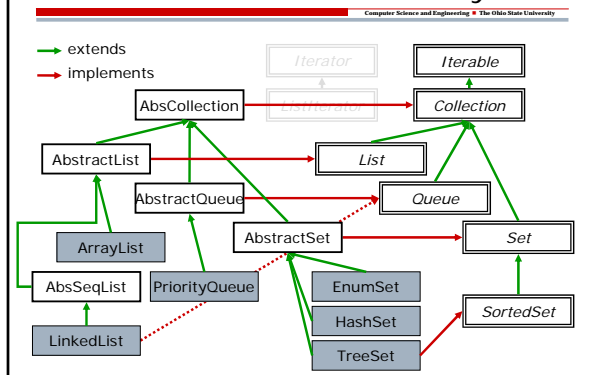 Computer Science and Engineering ■ The Ohio State University
extends
implements
Iterator
Iterable
AbsCollection
ListIterator
Collection
AbstractList
List
AbstractQueue
Queue
AbstractSet
Set
ArrayList
AbsSeqList
PriorityQueue
EnumSet
SortedSet
HashSet
LinkedList
TreeSet